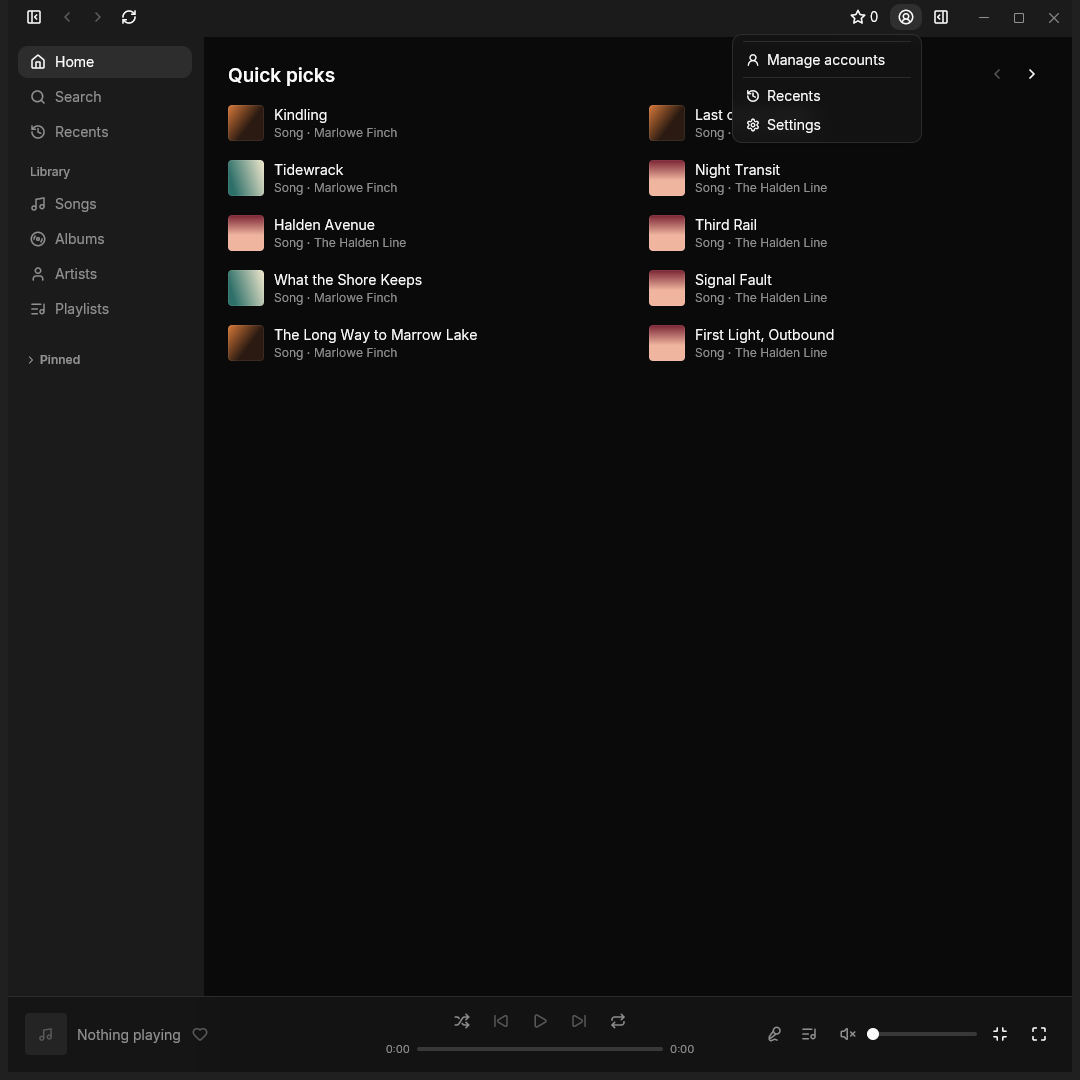 0
Home
Search
Recents
Library
Songs
Albums
Artists
Playlists
Pinned
Manage accounts
Recents
Settings
Quick picks
Kindling
Song · Marlowe Finch
Tidewrack
Song · Marlowe Finch
Halden Avenue
Song · The Halden Line
What the Shore Keeps
Song · Marlowe Finch
The Long Way to Marrow Lake
Song · Marlowe Finch
Last
Song ·
Night Transit
Song · The Halden Line
Third Rail
Song · The Halden Line
Signal Fault
Song · The Halden Line
First Light, Outbound
Song · The Halden Line
Nothing playing
0:00
0:00